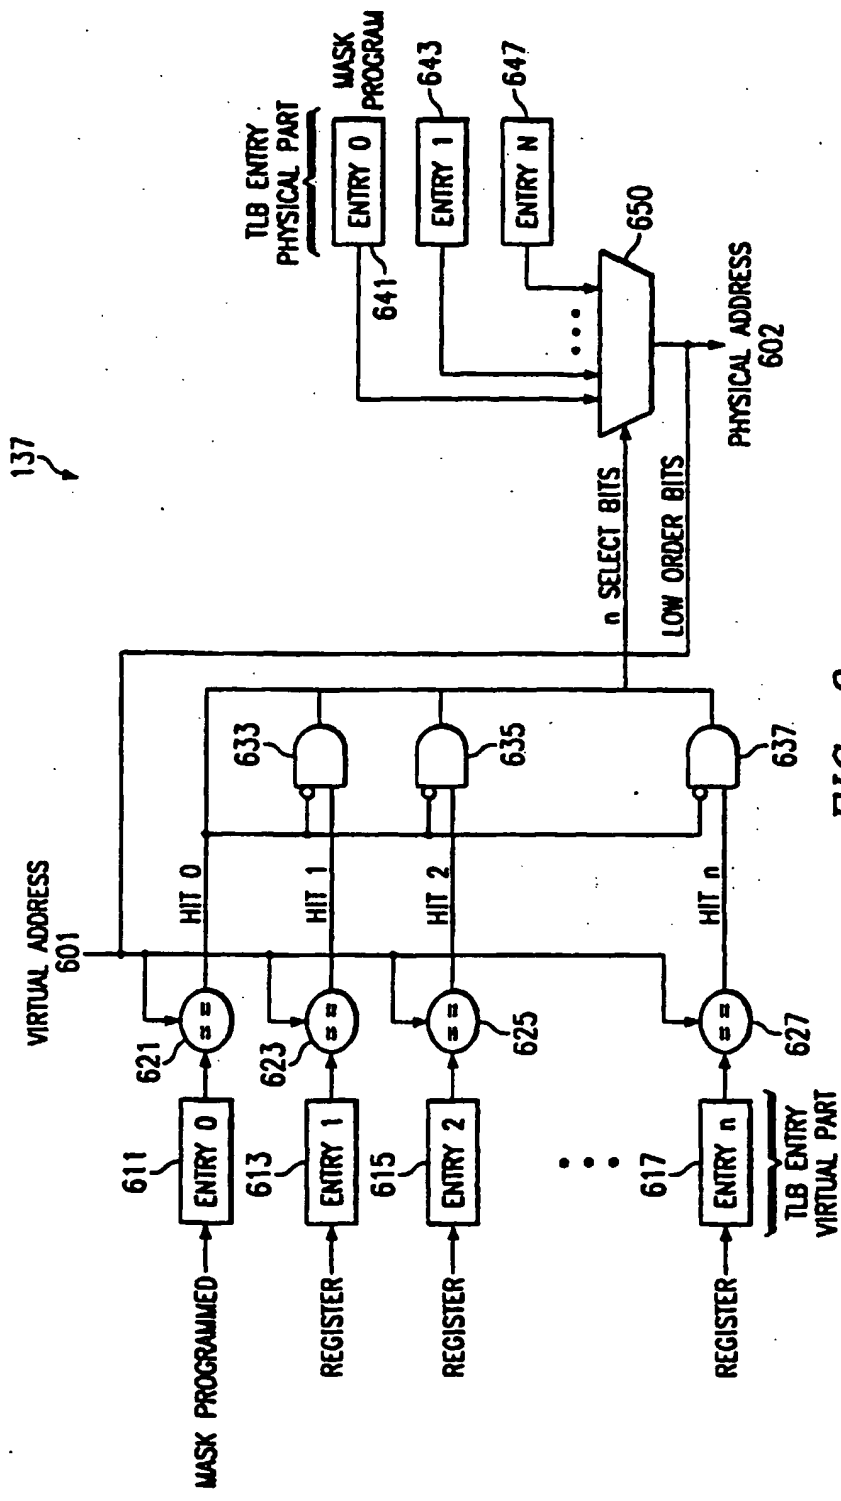 137
VIRTUAL ADDRESS
601
MASK PROGRAMMED
611
ENTRY 0
621
==
HIT 0
REGISTER
613
ENTRY 1
623
==
HIT 1
633
REGISTER
615
ENTRY 2
625
==
HIT 2
635
REGISTER
617
ENTRY n
627
==
HIT n
637
TLB ENTRY
VIRTUAL PART
n SELECT BITS
LOW ORDER BITS
TLB ENTRY
PHYSICAL PART
ENTRY 0
641
MASK
PROGRAM
ENTRY 1
643
ENTRY N
647
650
PHYSICAL ADDRESS
602
FIG.